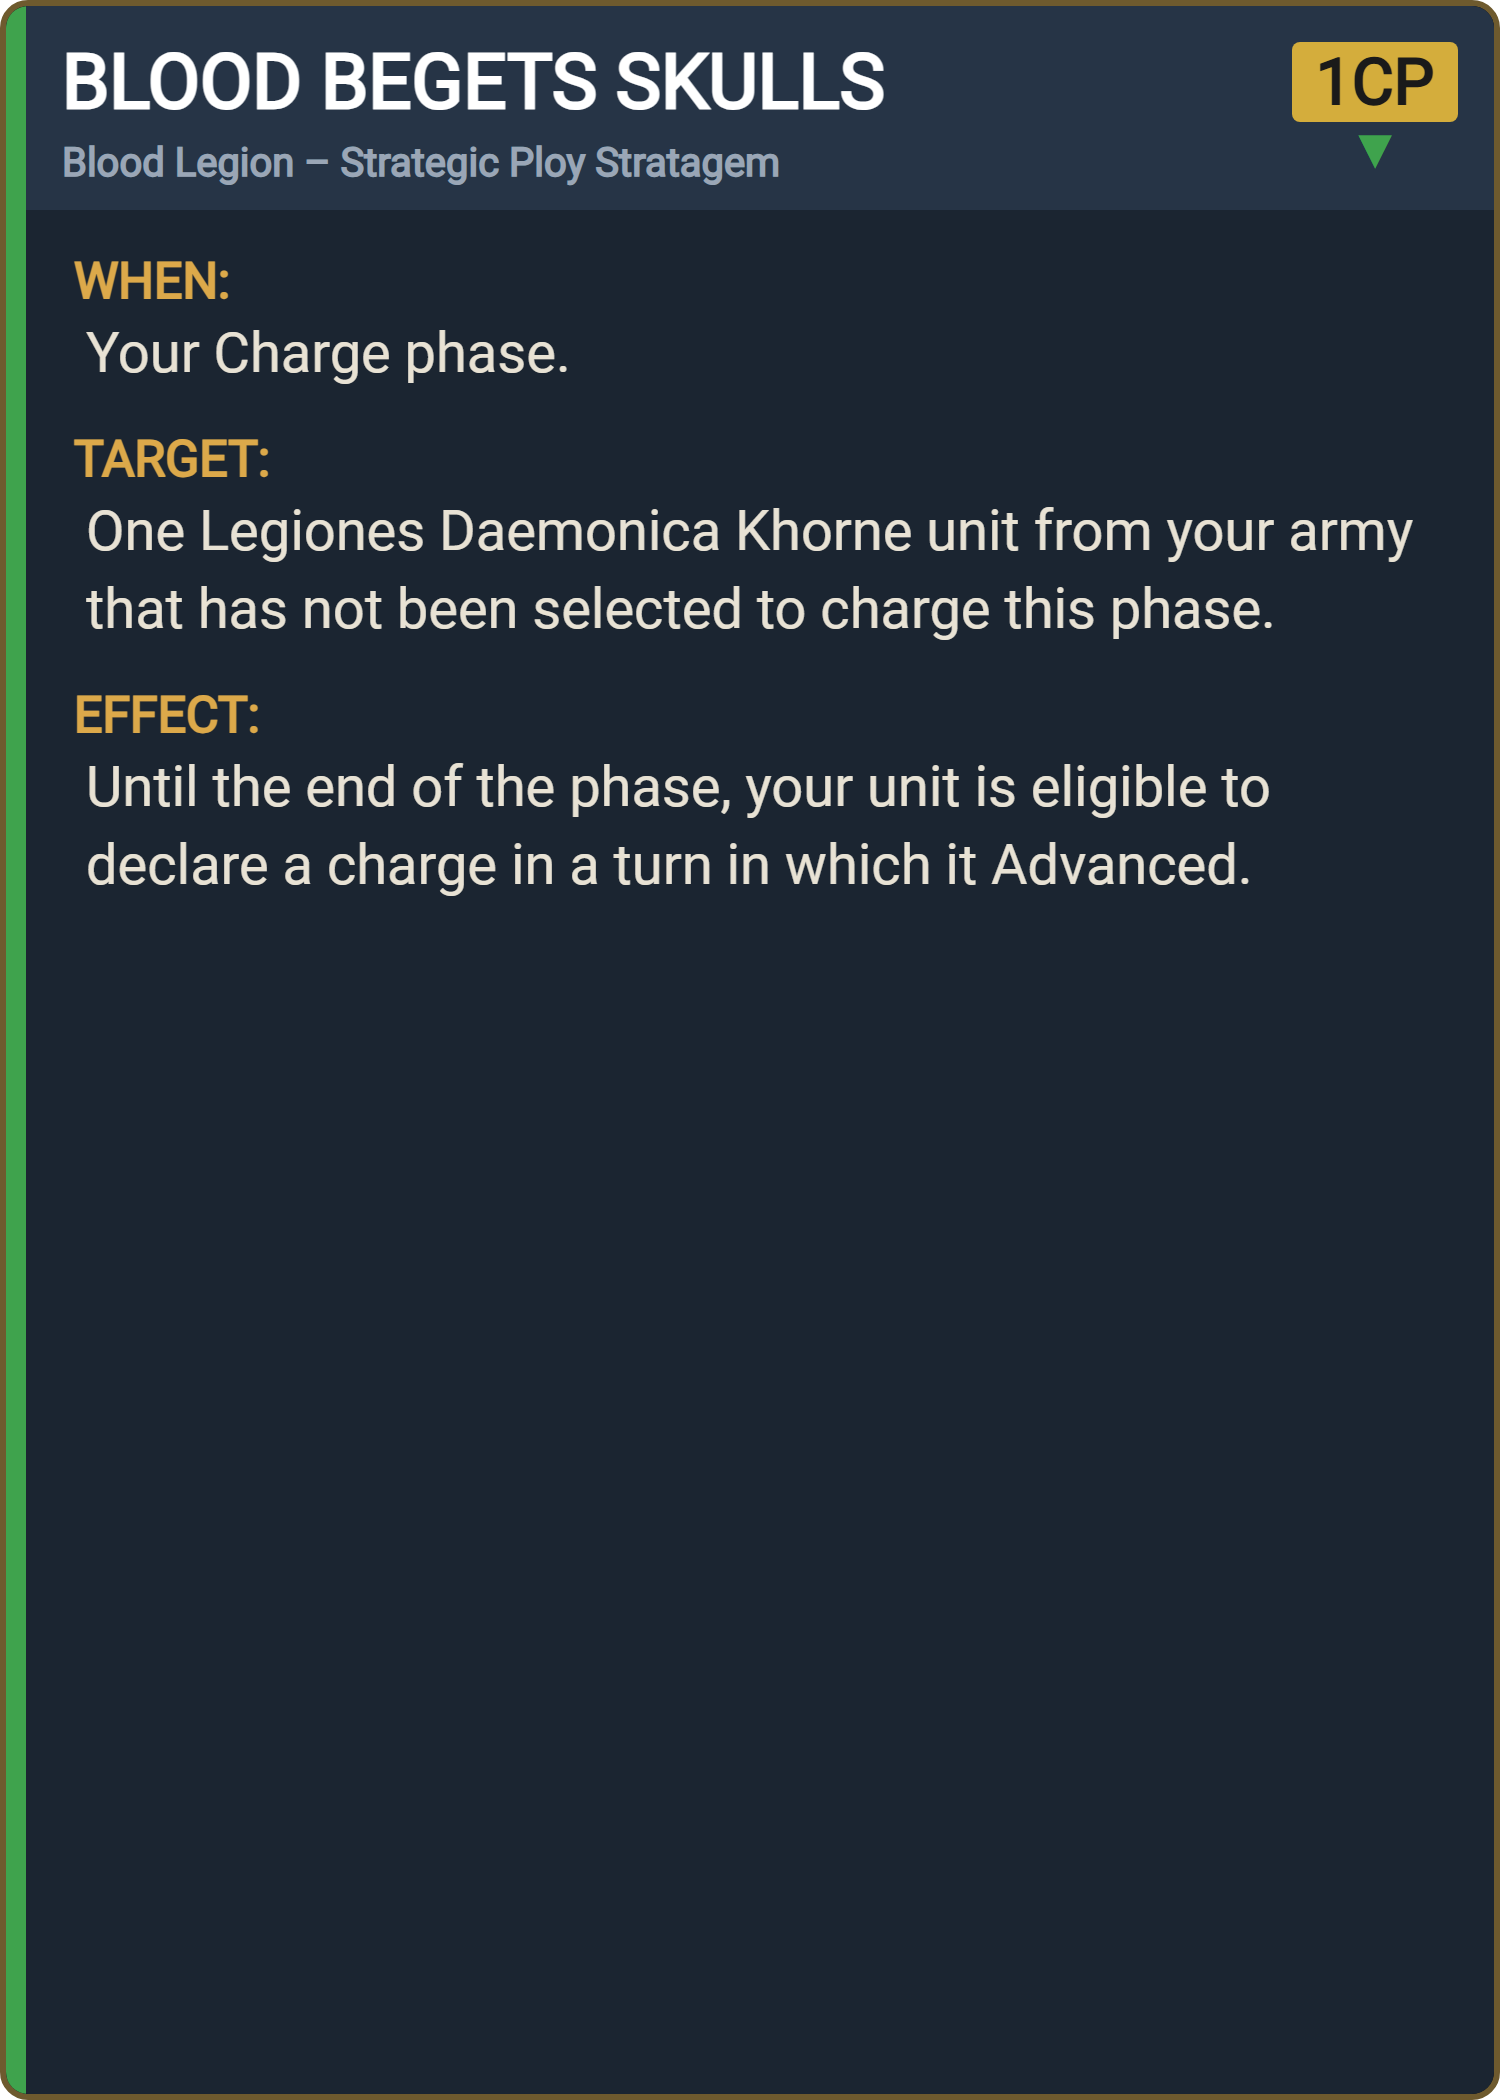 BLOOD BEGETS SKULLS
1CP
Blood Legion – Strategic Ploy Stratagem
WHEN:
Your Charge phase.
TARGET:
One Legiones Daemonica Khorne unit from your army
that has not been selected to charge this phase.
EFFECT:
Until the end of the phase, your unit is eligible to
declare a charge in a turn in which it Advanced.